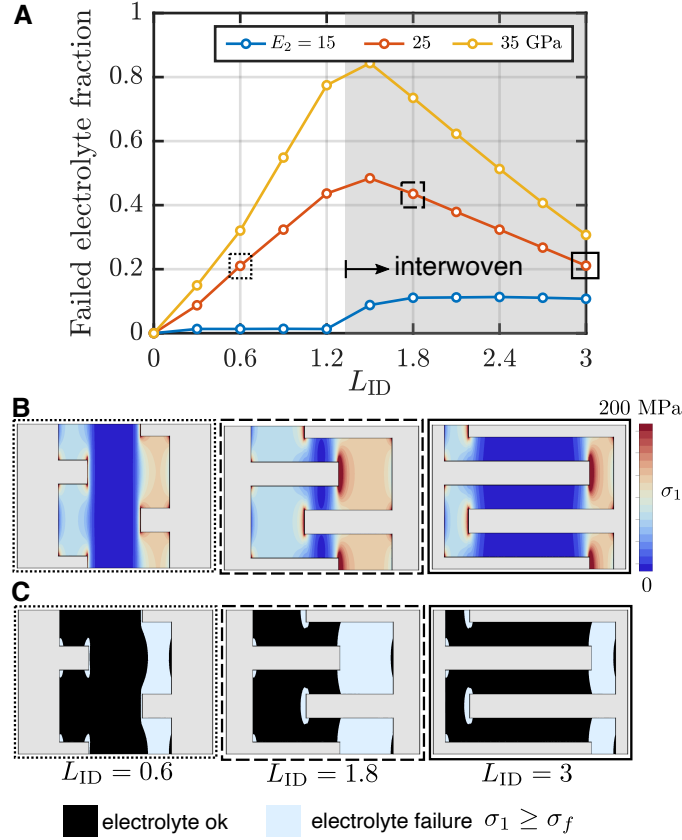 A
Failed electrolyte fraction
E₂ = 15 25 35 GPa
1
0.8
0.6
0.4
0.2
0
interwoven
0 0.6 1.2 1.8 2.4 3
L_ID
B
200 MPa
σ₁
0
C
L_ID = 0.6 L_ID = 1.8 L_ID = 3
electrolyte ok electrolyte failure σ₁ ≥ σ_f